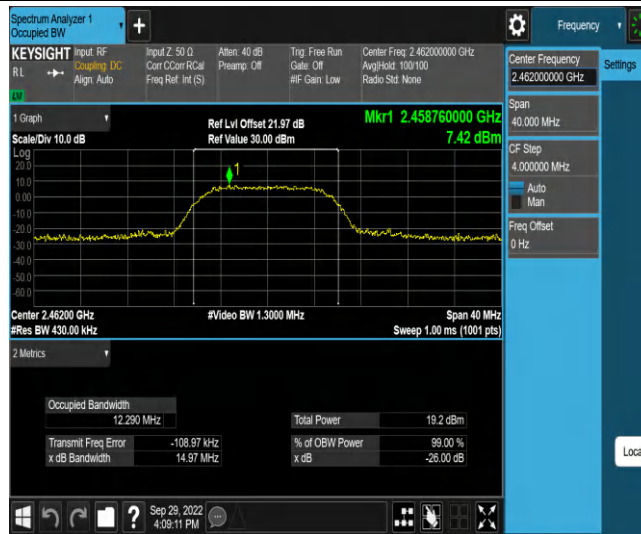 Spectrum Analyzer 1
Occupied BW
+
Frequency
KEYSIGHT
RL
Input: RF
Coupling: DC
Align: Auto
Input Z: 50 Ω
Corr CCorr RCal
Freq Ref: Int (S)
Atten: 40 dB
Preamp: Off
Trig: Free Run
Gate: Off
#IF Gain: Low
Center Freq: 2.462000000 GHz
Avg|Hold: 100/100
Radio Std: None
Center Frequency
2.462000000 GHz
Settings
Span
40.000 MHz
CF Step
4.000000 MHz
Auto
Man
Freq Offset
0 Hz
1 Graph
Scale/Div 10.0 dB
Ref Lvl Offset 21.97 dB
Ref Value 30.00 dBm
Mkr1 2.458760000 GHz
7.42 dBm
Log
20.0
10.0
0.00
-10.0
-20.0
-30.0
-40.0
-50.0
-60.0
1
Center 2.46200 GHz
#Res BW 430.00 kHz
#Video BW 1.3000 MHz
Span 40 MHz
Sweep 1.00 ms (1001 pts)
2 Metrics
Occupied Bandwidth
12.290 MHz
Total Power 19.2 dBm
Transmit Freq Error -108.97 kHz
% of OBW Power 99.00 %
x dB Bandwidth 14.97 MHz
x dB -26.00 dB
Loca
?
Sep 29, 2022
4:09:11 PM